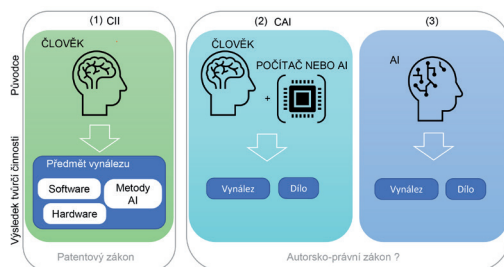 (1) CII
(2) CAI
(3)
Původce
ČLOVĚK
ČLOVĚK
POČÍTAČ NEBO AI
+
AI
Výsledek tvůrčí činnosti
Předmět vynálezu
Software
Metody
AI
Hardware
Vynález
Dílo
Vynález
Dílo
Patentový zákon
Autorsko-právní zákon ?